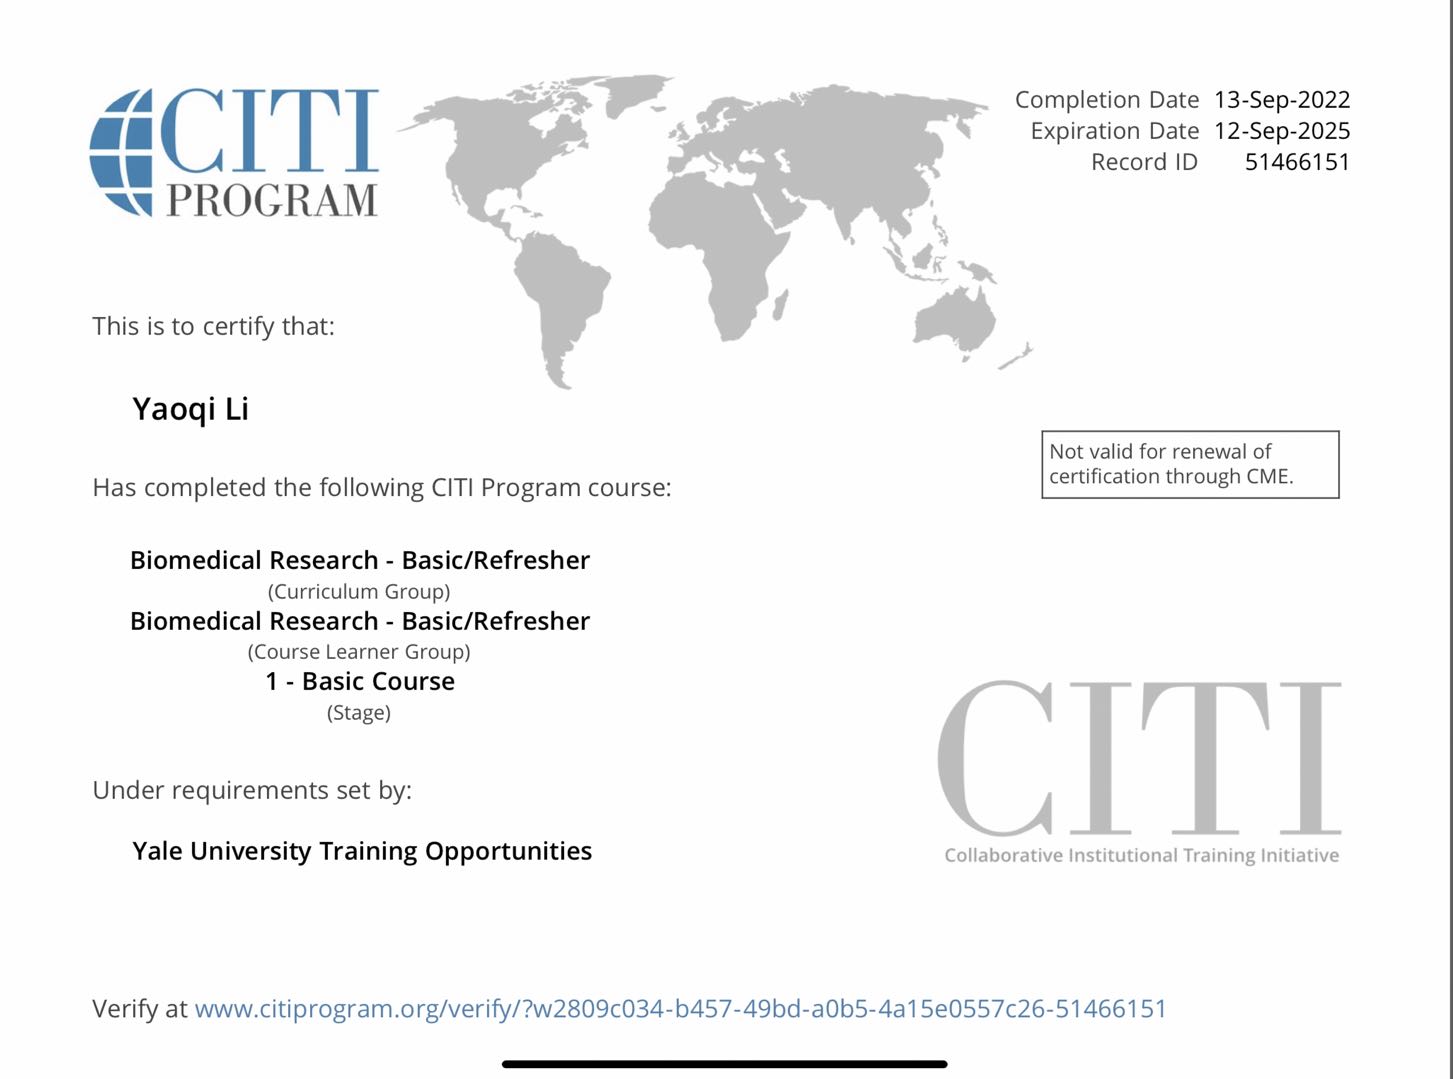 CITI
PROGRAM
Completion Date 13-Sep-2022
Expiration Date 12-Sep-2025
Record ID 51466151
This is to certify that:
Yaoqi Li
Has completed the following CITI Program course:
Not valid for renewal of
certification through CME.
Biomedical Research - Basic/Refresher
(Curriculum Group)
Biomedical Research - Basic/Refresher
(Course Learner Group)
1 - Basic Course
(Stage)
Under requirements set by:
Yale University Training Opportunities
CITI
Collaborative Institutional Training Initiative
Verify at www.citiprogram.org/verify/?w2809c034-b457-49bd-a0b5-4a15e0557c26-51466151